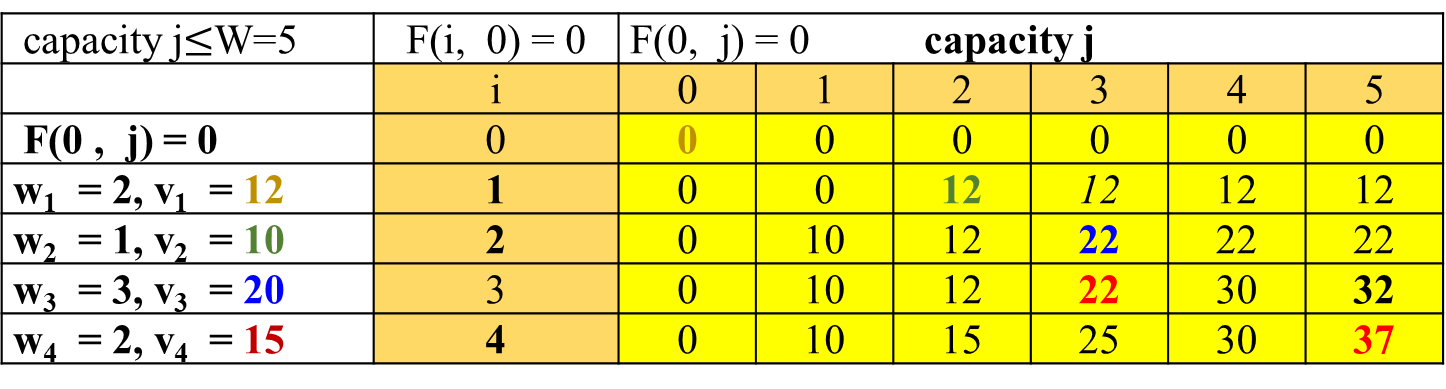 capacity j≤W=5 F(i, 0) = 0 F(0, j) = 0 capacity j
i 0 1 2 3 4 5
F(0 , j) = 0 0 0 0 0 0 0 0
w₁ = 2, v₁ = 12 1 0 0 12 12 12 12
w₂ = 1, v₂ = 10 2 0 10 12 22 22 22
w₃ = 3, v₃ = 20 3 0 10 12 22 30 32
w₄ = 2, v₄ = 15 4 0 10 15 25 30 37